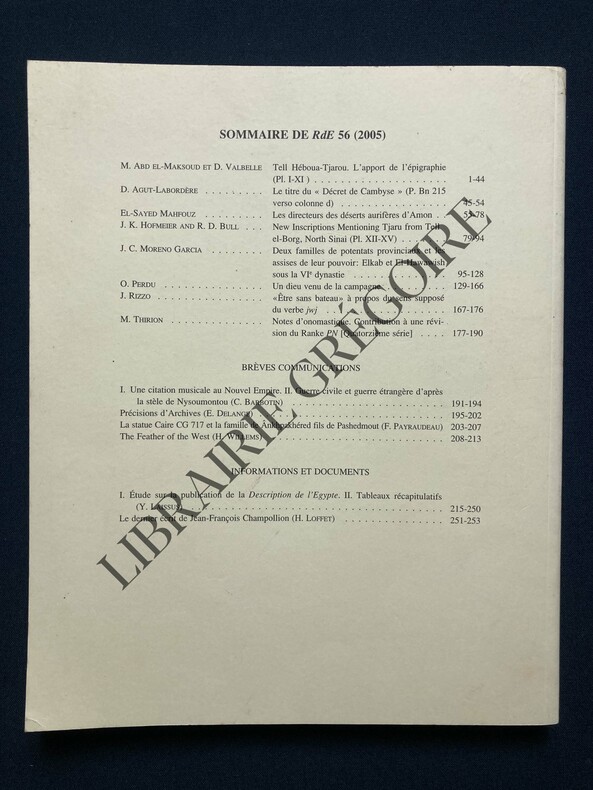 SOMMAIRE DE RdE 56 (2005)
M. ABD EL-MAKSOUD ET D. VALBELLE Tell Héboua-Tjarou. L'apport de l'épigraphie
(Pl. I-XI) . . . . . . . . . . . . . . . . . . . . 1-44
D. AGUT-LABORDÈRE . . . . . . . . . Le titre du « Décret de Cambyse » (P. Bn 215
verso colonne d) . . . . . . . . . . . . . . . . . 45-54
EL-SAYED MAHFOUZ . . . . . . . . . Les directeurs des déserts aurifères d'Amon . . 55-78
J. K. HOFMEIER AND R. D. BULL . . . New Inscriptions Mentioning Tjaru from Tell
el-Borg, North Sinai (Pl. XII-XV) . . . . . . . . 79-94
J. C. MORENO GARCIA . . . . . . . . Deux familles de potentats provinciaux et les
assises de leur pouvoir: Elkab et El-Hawawish
sous la VIe dynastie . . . . . . . . . . . . . . . 95-128
O. PERDU . . . . . . . . . . . . . . Un dieu venu de la campagne . . . . . . . . . . 129-166
J. RIZZO . . . . . . . . . . . . . . «Être sans bateau» à propos du sens supposé
du verbe jwj . . . . . . . . . . . . . . . . . . . 167-176
M. THIRION . . . . . . . . . . . . . Notes d'onomastique. Contribution à une révi-
sion du Ranke PN [Quatorzième série] . . . . 177-190
BRÈVES COMMUNICATIONS
I. Une citation musicale au Nouvel Empire. II. Guerre civile et guerre étrangère d'après
la stèle de Nysoumontou (C. BARBOTIN) . . . . . . . . . . . . . . . . . . . . . 191-194
Précisions d'Archives (E. DELANGE) . . . . . . . . . . . . . . . . . . . . . . . 195-202
La statue Caire CG 717 et la famille de Ânkhpakhéred fils de Pashedmout (F. PAYRAUDEAU) 203-207
The Feather of the West (H. WILLEMS) . . . . . . . . . . . . . . . . . . . . . . 208-213
INFORMATIONS ET DOCUMENTS
I. Étude sur la publication de la Description de l'Egypte. II. Tableaux récapitulatifs
(Y. LAISSUS) . . . . . . . . . . . . . . . . . . . . . . . . . . . . . . . . . 215-250
Le dernier écrit de Jean-François Champollion (H. LOFFET) . . . . . . . . . . . . 251-253
LIBRAIRIE GRÉGOIRE